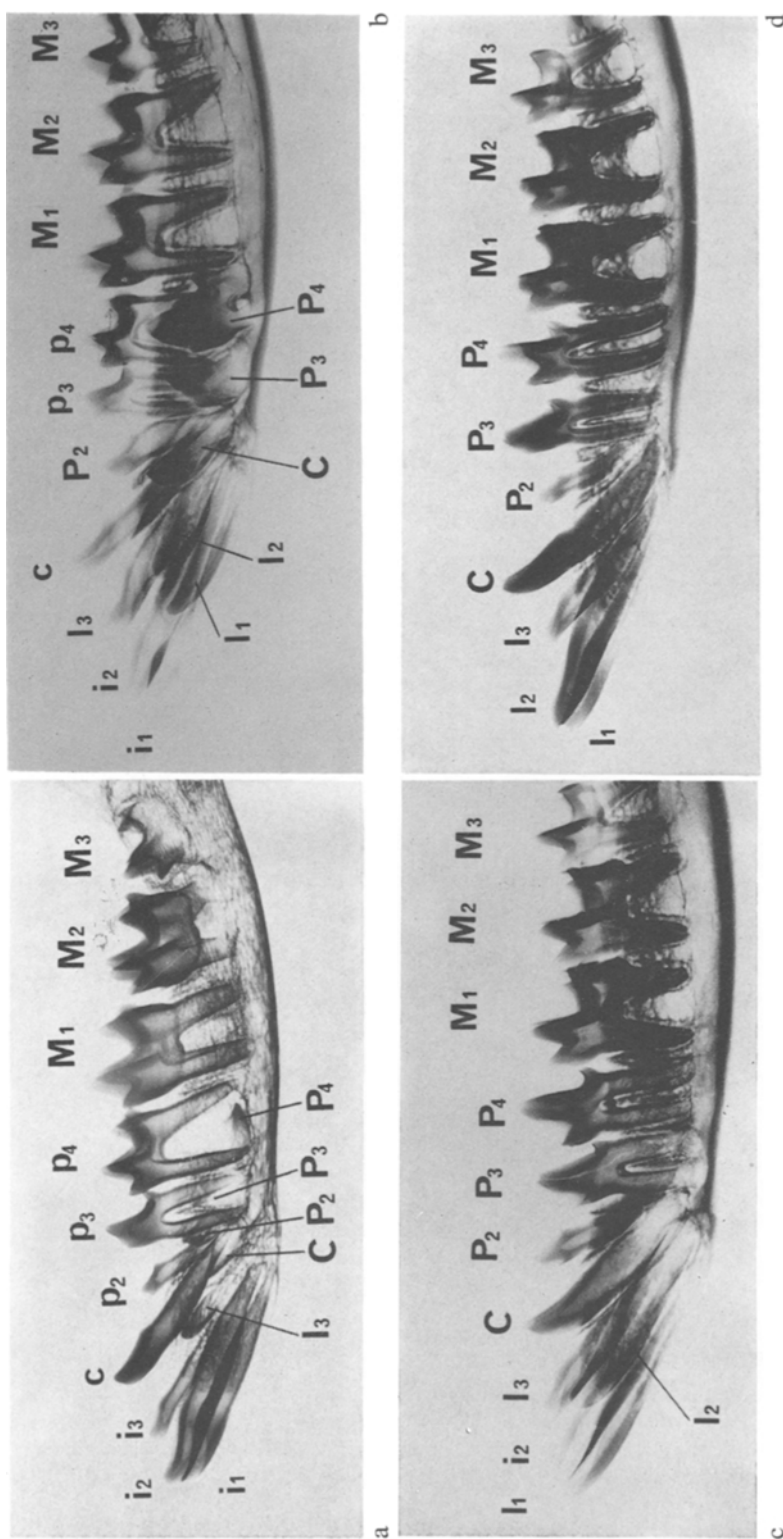 i₁ i₂ i₃ c p₂ p₃ p₄ M₁ M₂ M₃
I₃ C P₂ P₃ P₄
a
i₁ i₂ I₃ c P₂ p₃ p₄ M₁ M₂ M₃
I₁ I₂ C P₃ P₄
b
I₁ i₂ I₃ C P₂ P₃ P₄ M₁ M₂ M₃
I₂
c
I₁ I₂ I₃ C P₂ P₃ P₄ M₁ M₂ M₃
d